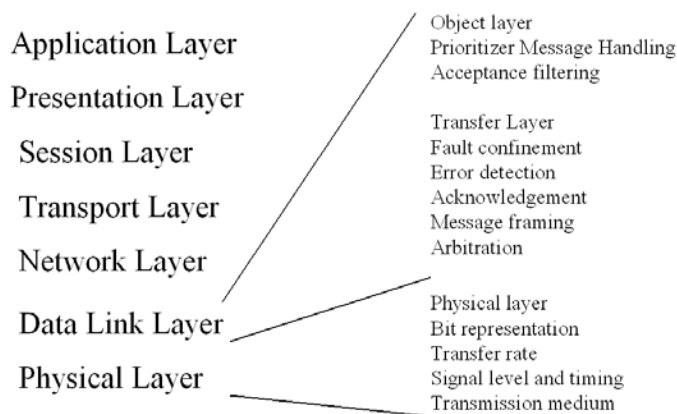 Application Layer
Presentation Layer
Session Layer
Transport Layer
Network Layer
Data Link Layer
Physical Layer
Object layer
Prioritizer Message Handling
Acceptance filtering
Transfer Layer
Fault confinement
Error detection
Acknowledgement
Message framing
Arbitration
Physical layer
Bit representation
Transfer rate
Signal level and timing
Transmission medium